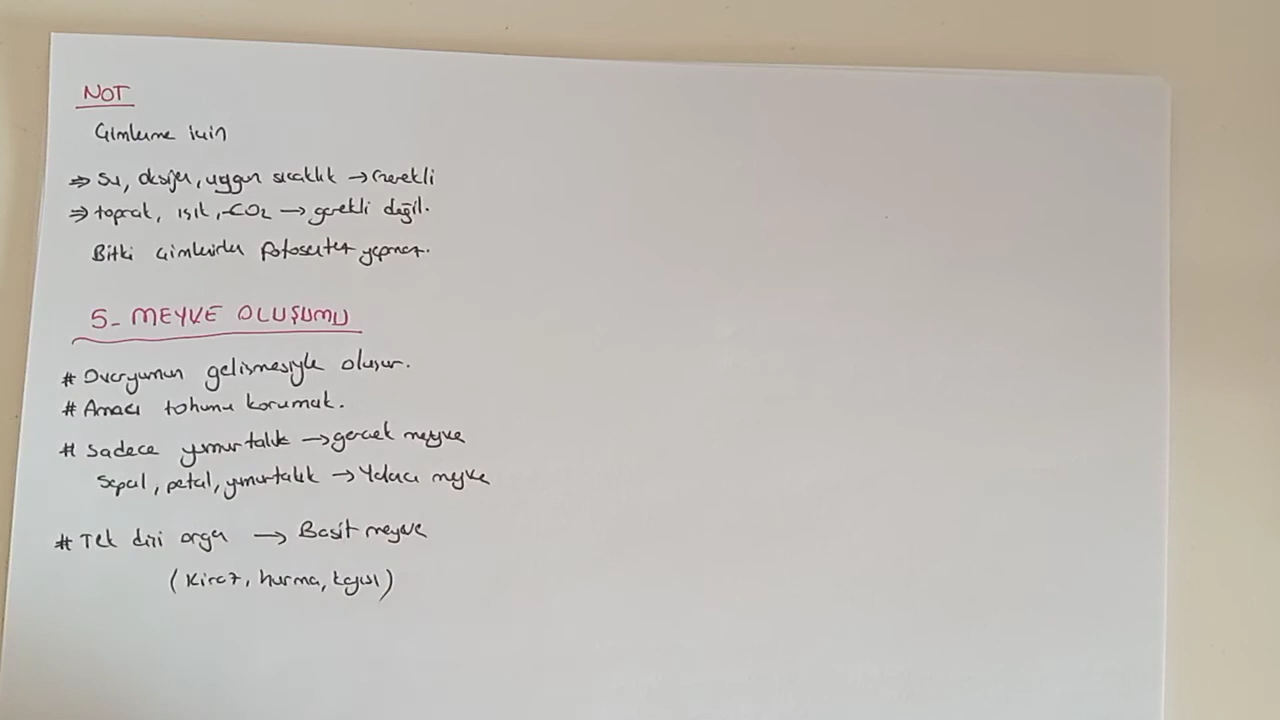 NOT
Çimlenme için
⇒ Su, oksijen, uygun sıcaklık → Gerekli
⇒ toprak, ışık, CO2 → gerekli değil.
Bitki çimlenirken fotosentez yapmaz.
5- MEYVE OLUŞUMU
# Ovaryumun gelişmesiyle oluşur.
# Amacı tohumu korumak.
# Sadece yumurtalık → gerçek meyve
Sepal, petal, yumurtalık → Yalancı meyve
# Tek dişi organ → Basit meyve
(Kiraz, hurma, kayısı)